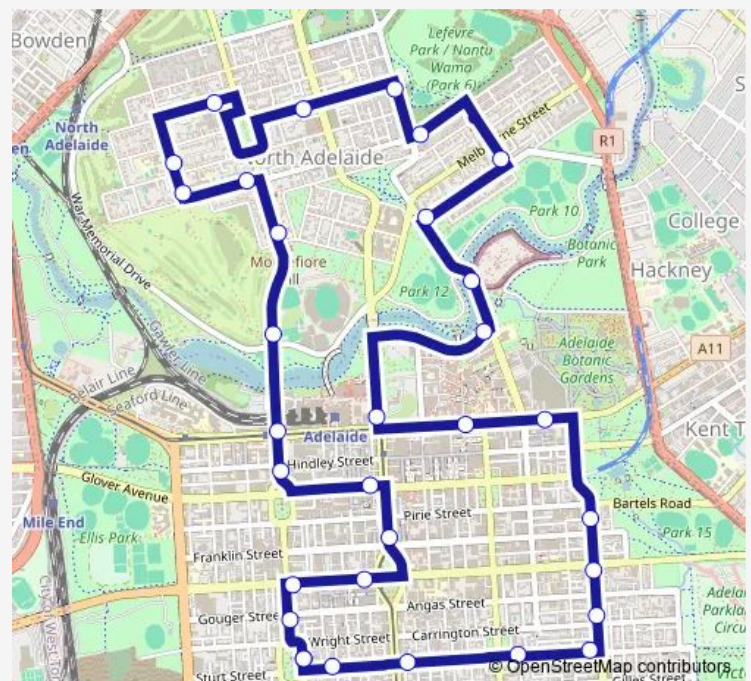 Bowden
Lefevre
Park / Nantu
Wama
(Park 6)
North
Adelaide
North Adelaide
R1
Park 10
College
Botanic
Park
Hackney
War Memorial Drive
Park 12
Gawler Line
Belair Line
Seaford Line
Adelaide
Botanic
Gardens
A11
Kent T
Adelaide
Hindley Street
Glover Avenue
Mile End
Pirie Street
Bartels Road
Park 15
Ellis Park
Franklin Street
Angas Street
Gouger Stree
Wright Street
Carrington Street
Sturt Street
Gilles Street
© OpenStreetMap contributors